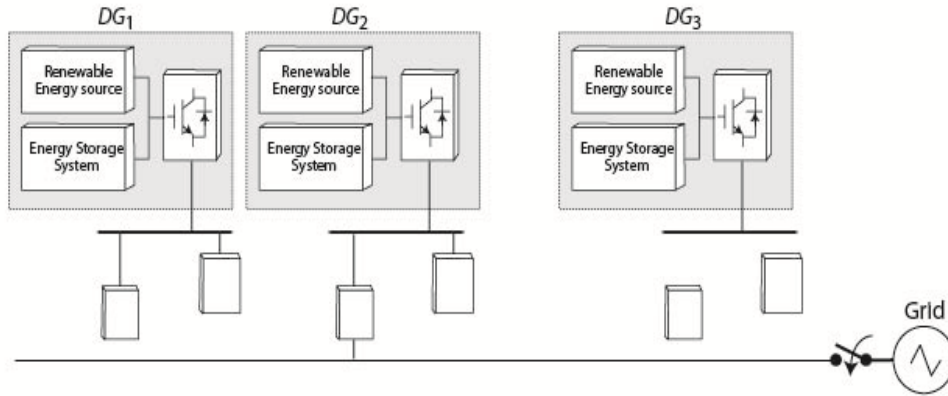 DG1
DG2
DG3
Renewable
Energy source
Energy Storage
System
Renewable
Energy source
Energy Storage
System
Renewable
Energy source
Energy Storage
System
Grid